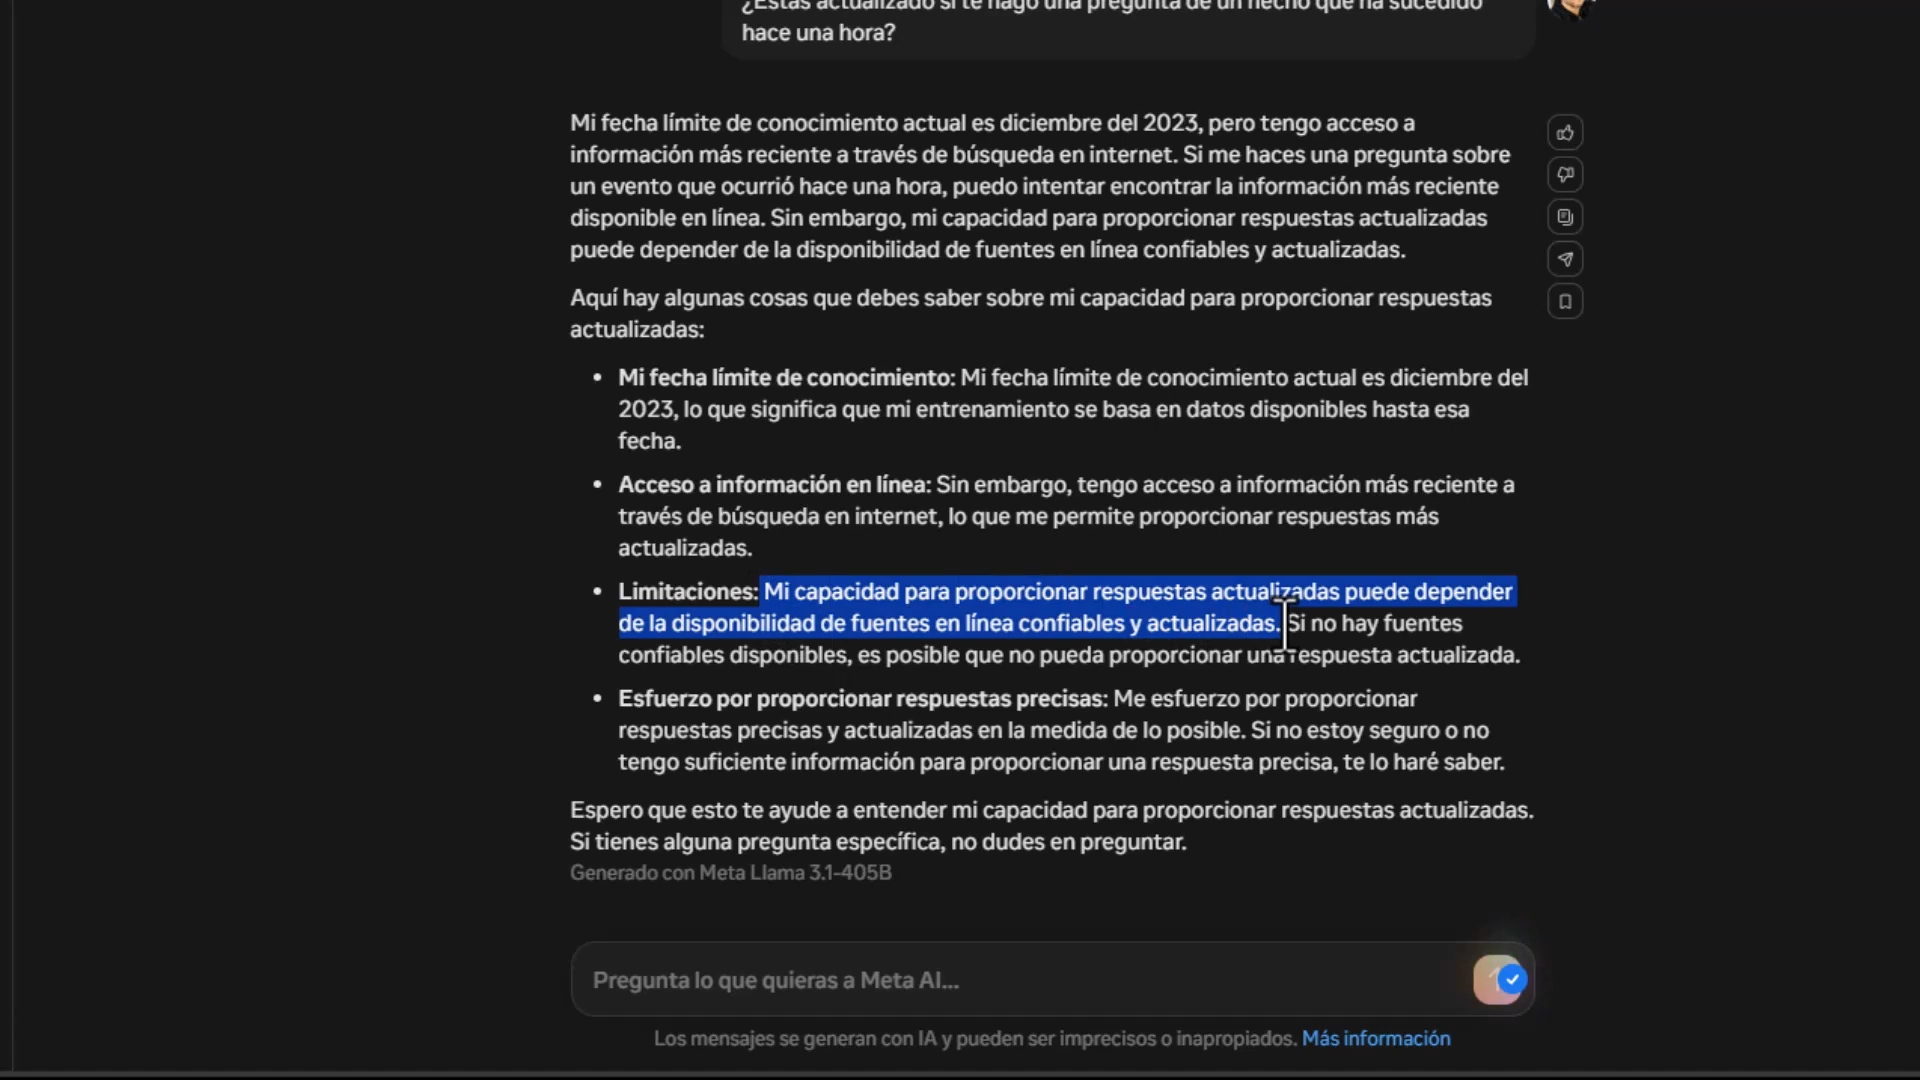 ¿Estás actualizado si te hago una pregunta de un hecho que ha sucedido
hace una hora?
Mi fecha límite de conocimiento actual es diciembre del 2023, pero tengo acceso a
información más reciente a través de búsqueda en internet. Si me haces una pregunta sobre
un evento que ocurrió hace una hora, puedo intentar encontrar la información más reciente
disponible en línea. Sin embargo, mi capacidad para proporcionar respuestas actualizadas
puede depender de la disponibilidad de fuentes en línea confiables y actualizadas.
Aquí hay algunas cosas que debes saber sobre mi capacidad para proporcionar respuestas
actualizadas:
• Mi fecha límite de conocimiento: Mi fecha límite de conocimiento actual es diciembre del
2023, lo que significa que mi entrenamiento se basa en datos disponibles hasta esa
fecha.
• Acceso a información en línea: Sin embargo, tengo acceso a información más reciente a
través de búsqueda en internet, lo que me permite proporcionar respuestas más
actualizadas.
• Limitaciones: Mi capacidad para proporcionar respuestas actualizadas puede depender
de la disponibilidad de fuentes en línea confiables y actualizadas. Si no hay fuentes
confiables disponibles, es posible que no pueda proporcionar una respuesta actualizada.
• Esfuerzo por proporcionar respuestas precisas: Me esfuerzo por proporcionar
respuestas precisas y actualizadas en la medida de lo posible. Si no estoy seguro o no
tengo suficiente información para proporcionar una respuesta precisa, te lo haré saber.
Espero que esto te ayude a entender mi capacidad para proporcionar respuestas actualizadas.
Si tienes alguna pregunta específica, no dudes en preguntar.
Generado con Meta Llama 3.1-405B
Pregunta lo que quieras a Meta AI...
Los mensajes se generan con IA y pueden ser imprecisos o inapropiados. Más información